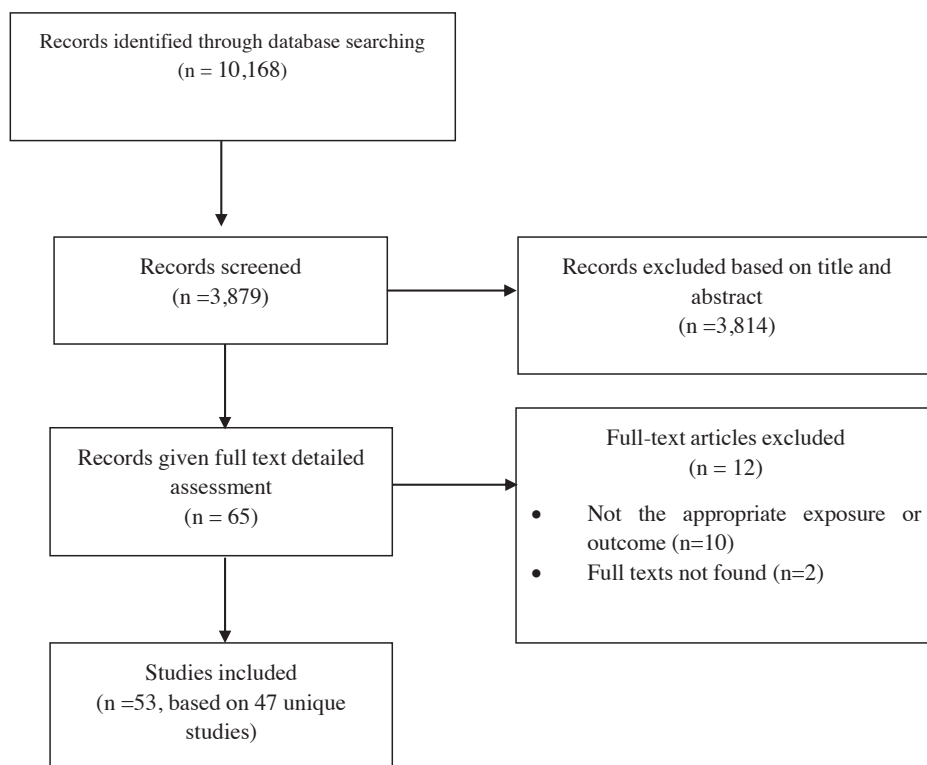 Records identified through database searching
(n = 10,168)
Records screened
(n =3,879)
Records excluded based on title and
abstract
(n =3,814)
Records given full text detailed
assessment
(n = 65)
Full-text articles excluded
(n = 12)
• Not the appropriate exposure or
outcome (n=10)
• Full texts not found (n=2)
Studies included
(n =53, based on 47 unique
studies)